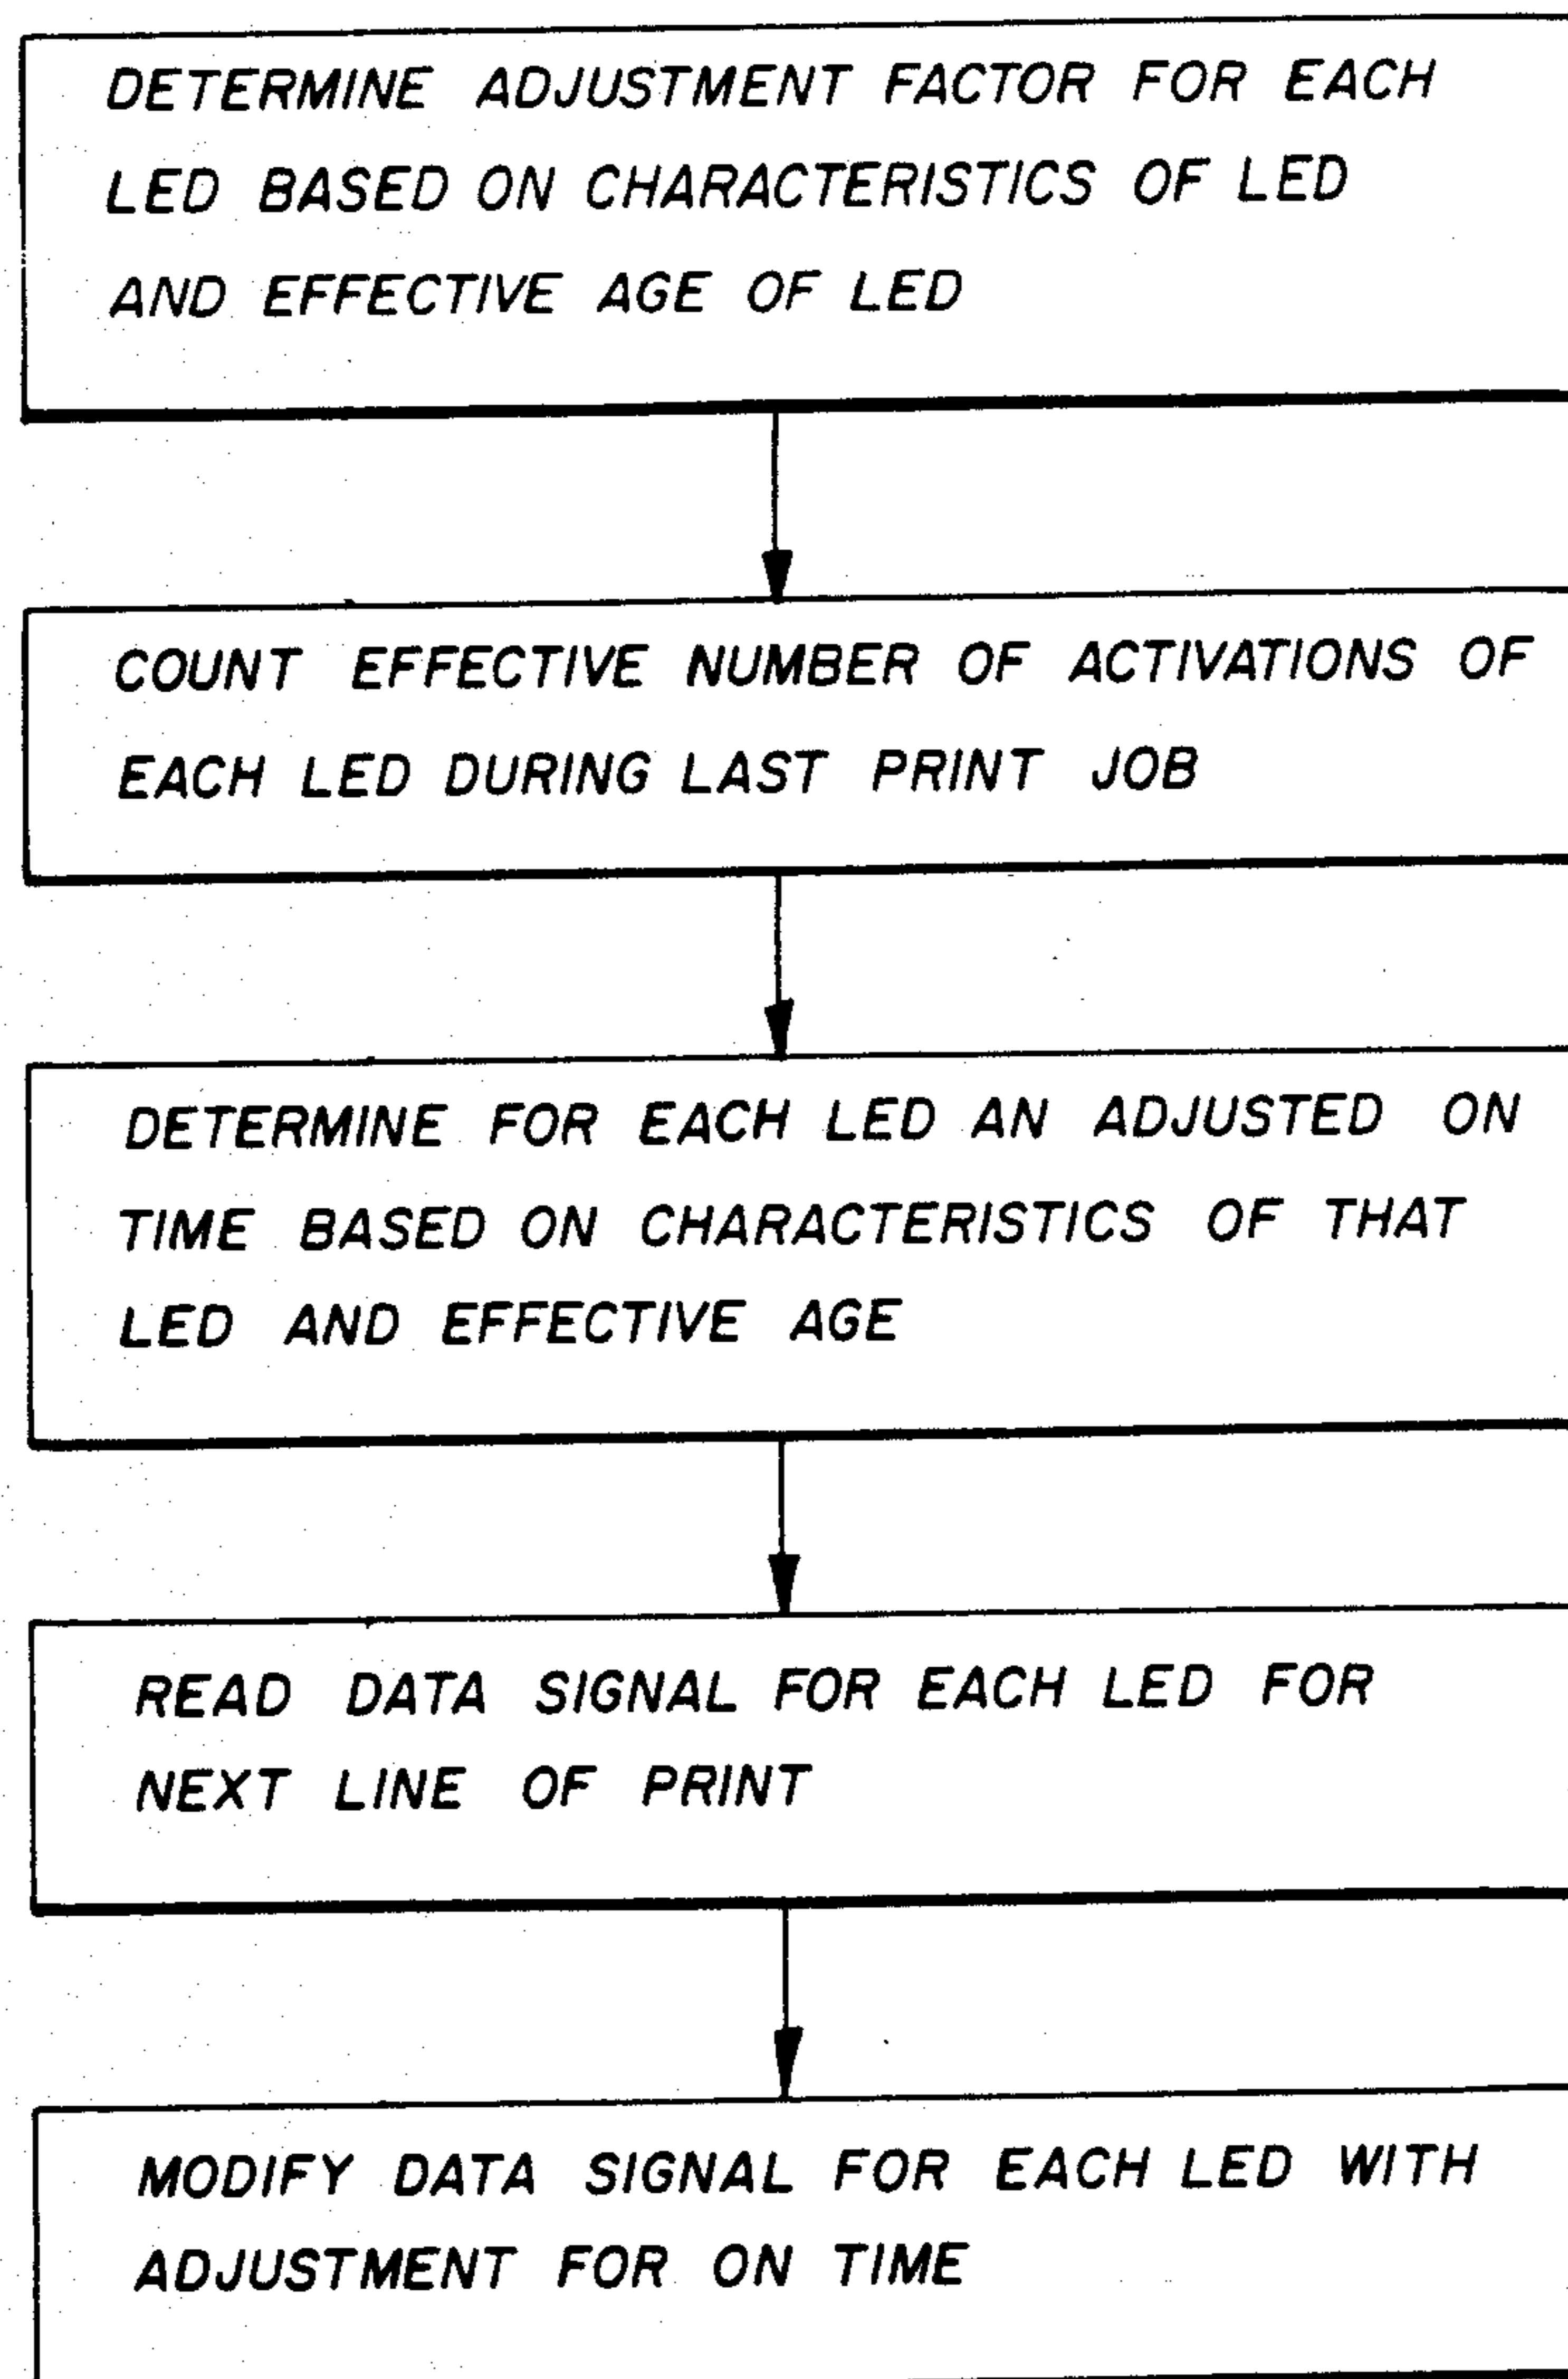 DETERMINE ADJUSTMENT FACTOR FOR EACH
LED BASED ON CHARACTERISTICS OF LED
AND EFFECTIVE AGE OF LED
COUNT EFFECTIVE NUMBER OF ACTIVATIONS OF
EACH LED DURING LAST PRINT JOB
DETERMINE FOR EACH LED AN ADJUSTED ON
TIME BASED ON CHARACTERISTICS OF THAT
LED AND EFFECTIVE AGE
READ DATA SIGNAL FOR EACH LED FOR
NEXT LINE OF PRINT
MODIFY DATA SIGNAL FOR EACH LED WITH
ADJUSTMENT FOR ON TIME